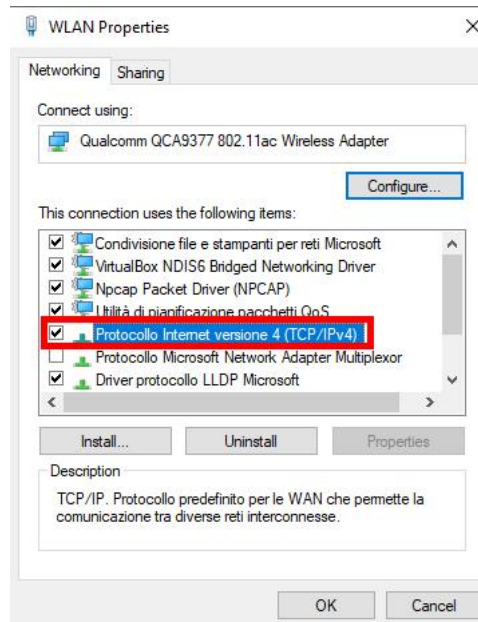 WLAN Properties
Networking Sharing
Connect using:
Qualcomm QCA9377 802.11ac Wireless Adapter
Configure...
This connection uses the following items:
Condivisione file e stampanti per reti Microsoft
VirtualBox NDIS6 Bridged Networking Driver
Npcap Packet Driver (NPCAP)
Utilità di pianificazione pacchetti QoS
Protocollo Internet versione 4 (TCP/IPv4)
Protocollo Microsoft Network Adapter Multiplexor
Driver protocollo LLDP Microsoft
Install... Uninstall Properties
Description
TCP/IP. Protocollo predefinito per le WAN che permette la
comunicazione tra diverse reti interconnesse.
OK Cancel